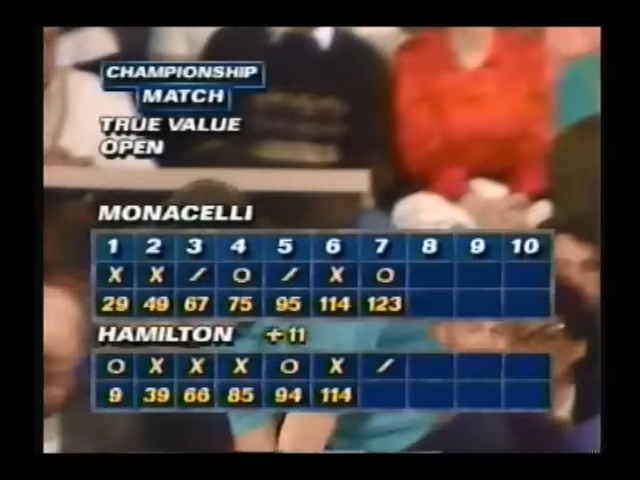 CHAMPIONSHIP
MATCH
TRUE VALUE
OPEN
MONACELLI
1 2 3 4 5 6 7 8 9 10
X X / O / X O
29 49 67 75 95 114 123
HAMILTON +11
O X X X O X /
9 39 66 85 94 114